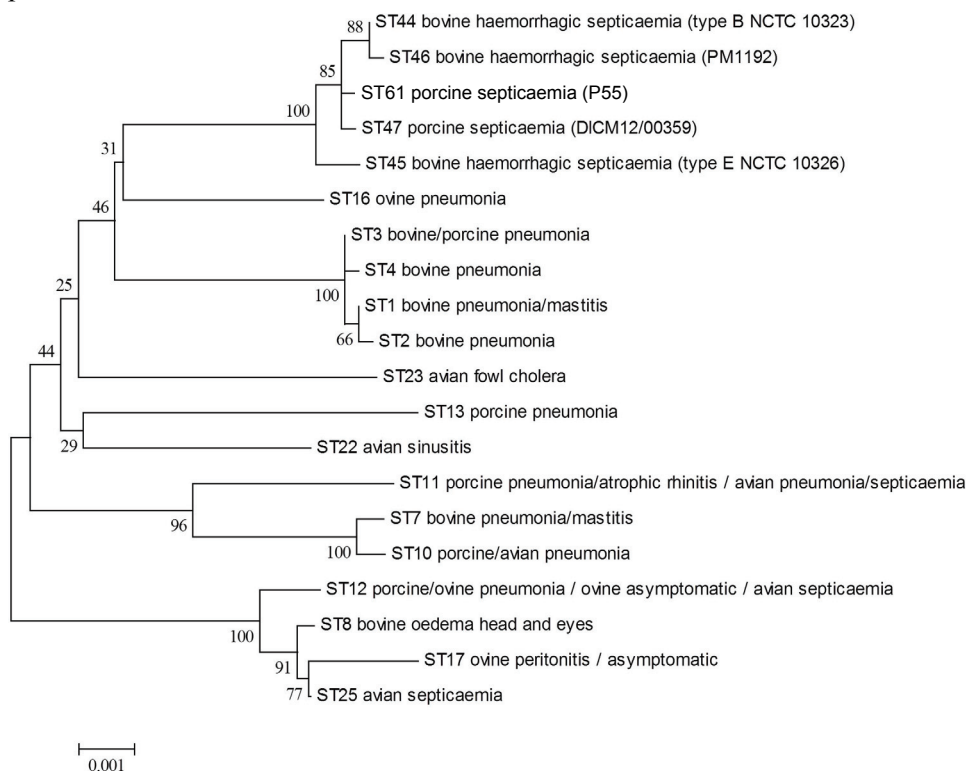 88
ST44 bovine haemorrhagic septicaemia (type B NCTC 10323)
ST46 bovine haemorrhagic septicaemia (PM1192)
85
ST61 porcine septicaemia (P55)
100
ST47 porcine septicaemia (DICM12/00359)
31
ST45 bovine haemorrhagic septicaemia (type E NCTC 10326)
46
ST16 ovine pneumonia
ST3 bovine/porcine pneumonia
ST4 bovine pneumonia
25
100
ST1 bovine pneumonia/mastitis
66
ST2 bovine pneumonia
44
ST23 avian fowl cholera
ST13 porcine pneumonia
29
ST22 avian sinusitis
ST11 porcine pneumonia/atrophic rhinitis / avian pneumonia/septicaemia
96
ST7 bovine pneumonia/mastitis
100
ST10 porcine/avian pneumonia
ST12 porcine/ovine pneumonia / ovine asymptomatic / avian septicaemia
100
ST8 bovine oedema head and eyes
91
ST17 ovine peritonitis / asymptomatic
77
ST25 avian septicaemia
0.001